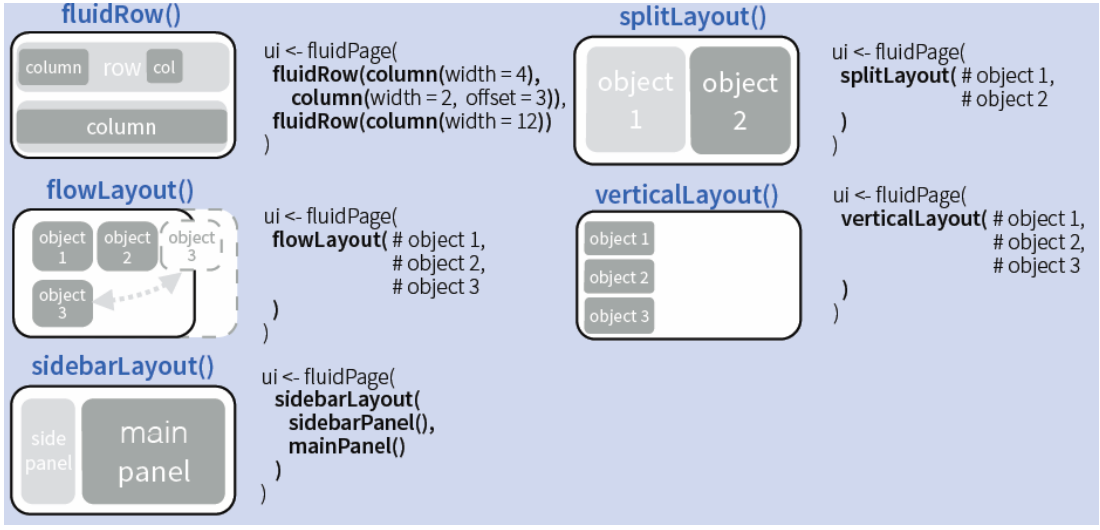 fluidRow()
column row col
column
ui <- fluidPage(
fluidRow(column(width = 4),
column(width = 2, offset = 3)),
fluidRow(column(width = 12))
)
splitLayout()
object
1
object
2
ui <- fluidPage(
splitLayout( # object 1,
# object 2
)
)
flowLayout()
object
1
object
2
object
3
object
3
ui <- fluidPage(
flowLayout( # object 1,
# object 2,
# object 3
)
)
verticalLayout()
object 1
object 2
object 3
ui <- fluidPage(
verticalLayout( # object 1,
# object 2,
# object 3
)
)
sidebarLayout()
side
panel
main
panel
ui <- fluidPage(
sidebarLayout(
sidebarPanel(),
mainPanel()
)
)